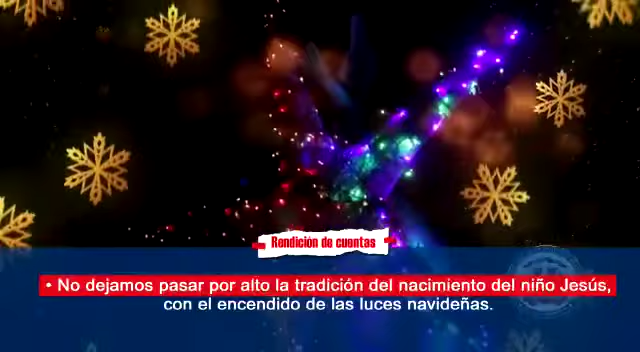 Rendición de cuentas
• No dejamos pasar por alto la tradición del nacimiento del niño Jesús,
con el encendido de las luces navideñas.